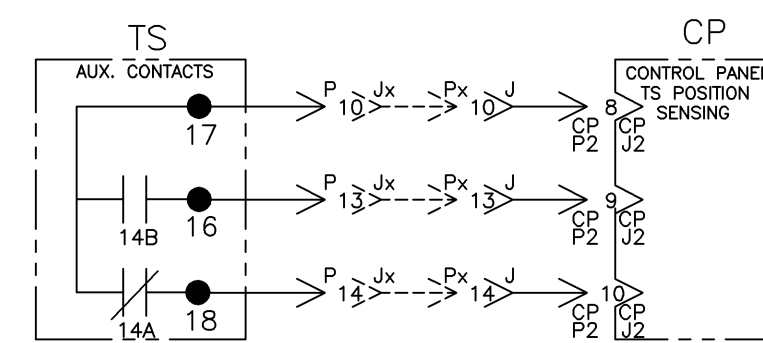 TS
AUX. CONTACTS
CP
CONTROL PANEL
TS POSITION
SENSING
17
P
10
Jx
Px
10
J
8
CP
P2
CP
J2
14B
16
P
13
Jx
Px
13
J
9
CP
P2
CP
J2
14A
18
P
14
Jx
Px
14
J
10
CP
P2
CP
J2